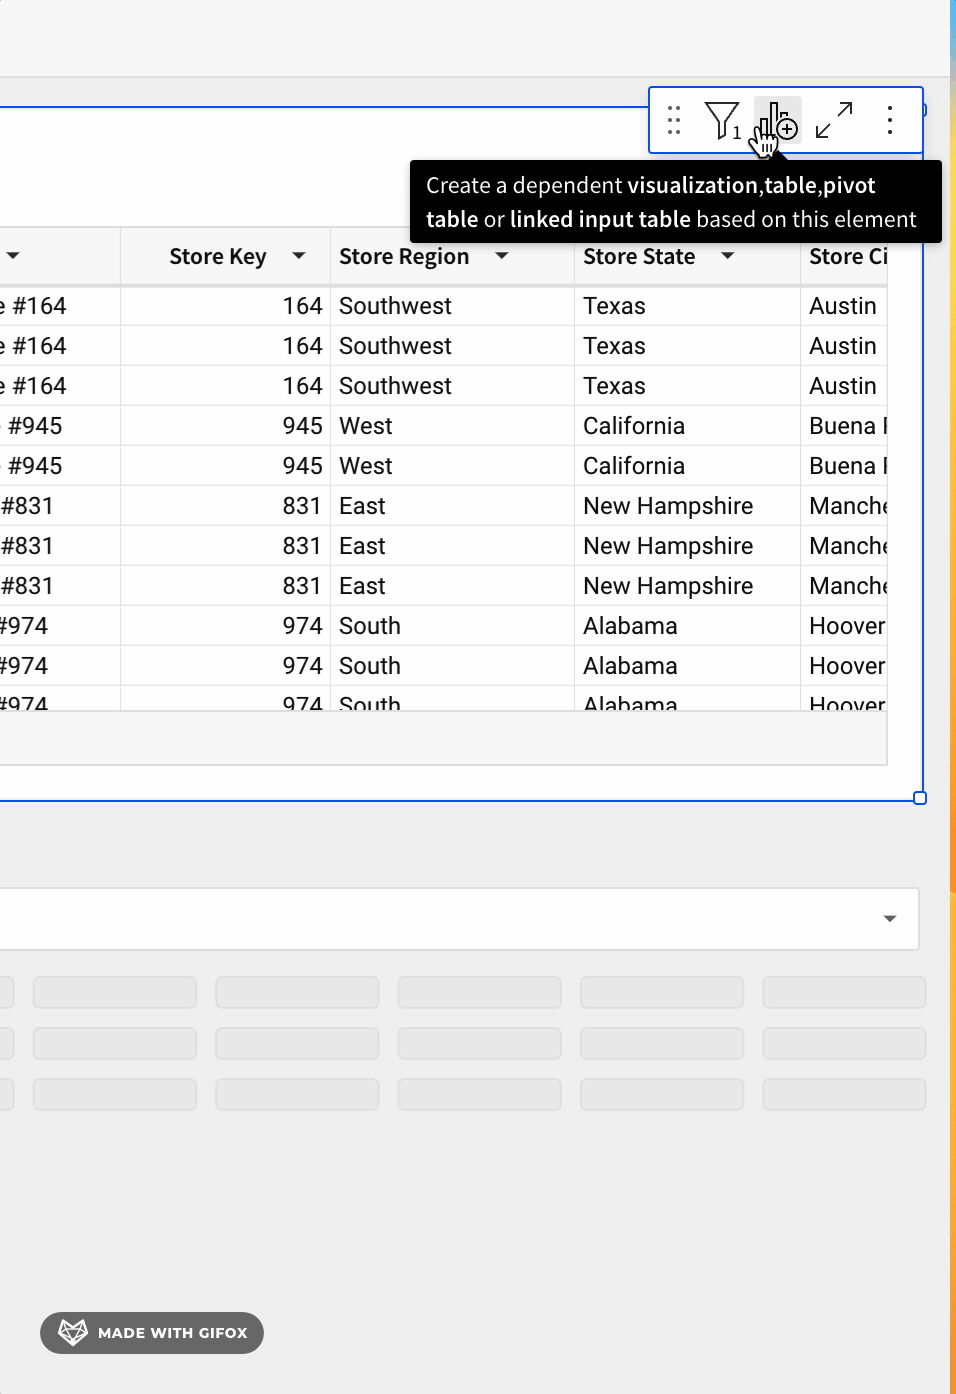 1
Create a dependent visualization,table,pivot
table or linked input table based on this element
Store Key Store Region Store State Store Ci
e #164 164 Southwest Texas Austin
e #164 164 Southwest Texas Austin
e #164 164 Southwest Texas Austin
#945 945 West California Buena
#945 945 West California Buena
#831 831 East New Hampshire Manche
#831 831 East New Hampshire Manche
#831 831 East New Hampshire Manche
#974 974 South Alabama Hoover
#974 974 South Alabama Hoover
#974 974 South Alabama Hoover
MADE WITH GIFOX